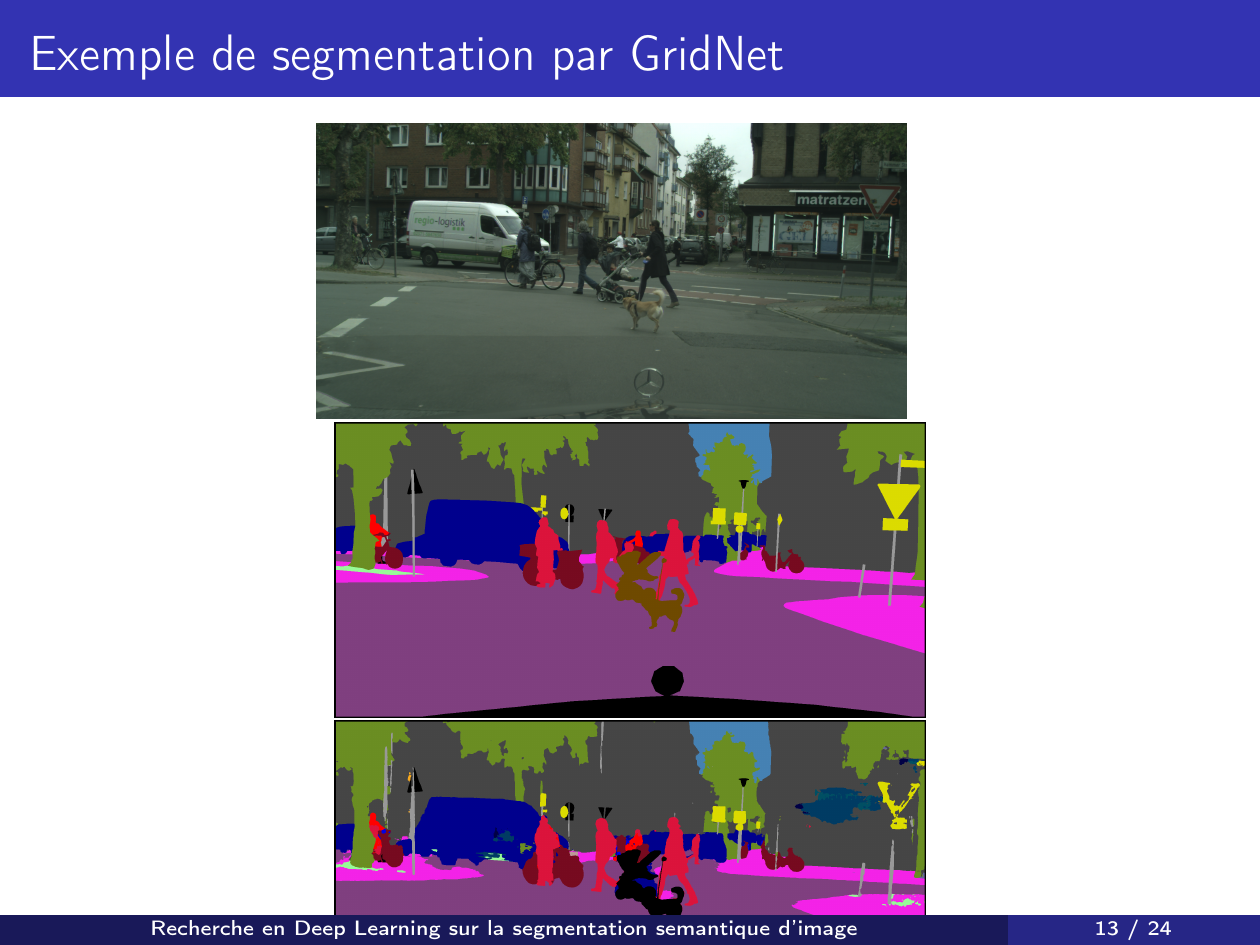 Exemple de segmentation par GridNet
regio-logistik
matratzen
Recherche en Deep Learning sur la segmentation semantique d'image
13 / 24